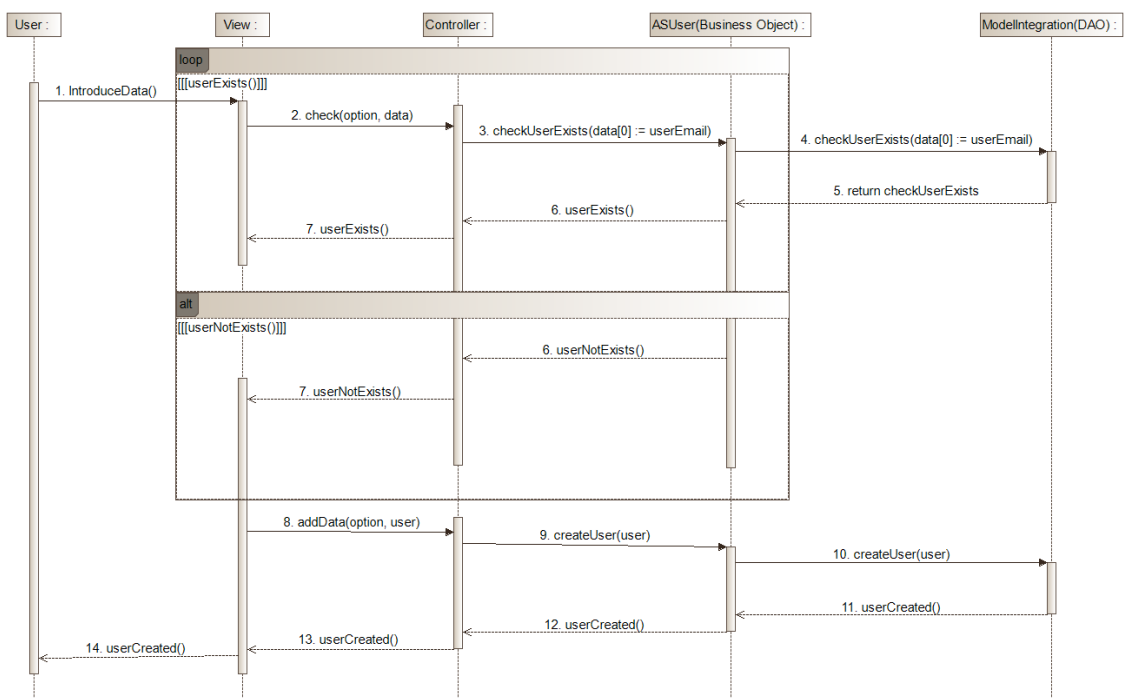 User :
View :
Controller :
ASUser(Business Object) :
ModelIntegration(DAO) :
loop
[[[userExists()]]]
1. IntroduceData()
2. check(option, data)
3. checkUserExists(data[0] := userEmail)
4. checkUserExists(data[0] := userEmail)
5. return checkUserExists
6. userExists()
7. userExists()
alt
[[[userNotExists()]]]
6. userNotExists()
7. userNotExists()
8. addData(option, user)
9. createUser(user)
10. createUser(user)
11. userCreated()
12. userCreated()
13. userCreated()
14. userCreated()